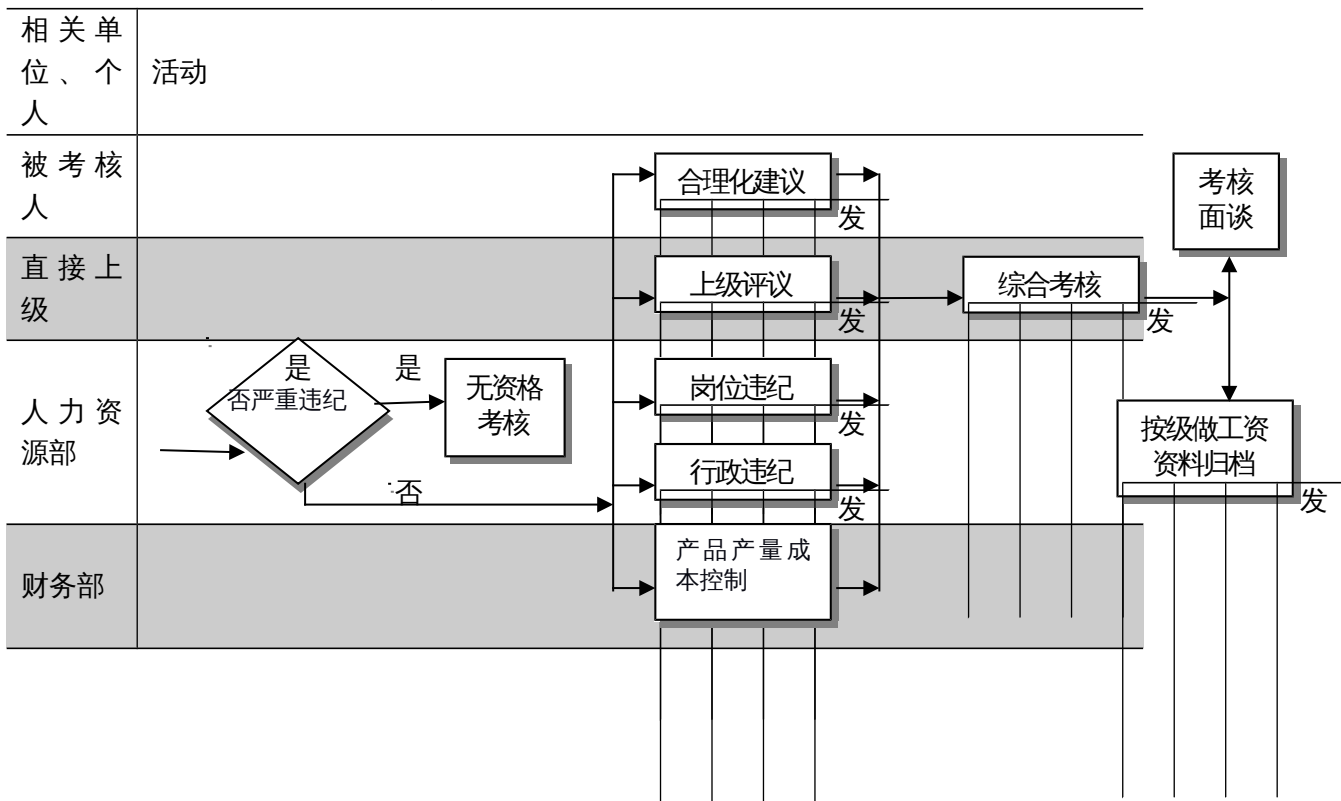 相关单
位、个
人
活动
被考核
人
合理化建议
发
考核
面谈
直接上
级
上级评议
发
综合考核
发
人力资
源部
是
否严重违纪
是
无资格
考核
否
岗位违纪
发
行政违纪
发
按级做工资
资料归档
发
财务部
产品产量成
本控制